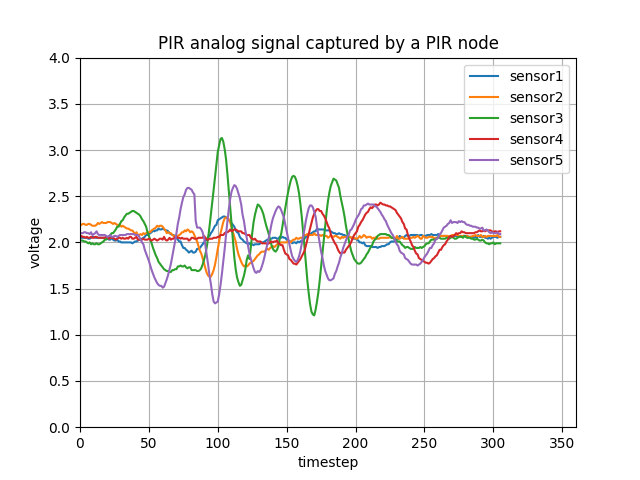 PIR analog signal captured by a PIR node
4.0
3.5
3.0
2.5
2.0
1.5
1.0
0.5
0.0
voltage
sensor1
sensor2
sensor3
sensor4
sensor5
0 50 100 150 200 250 300 350
timestep